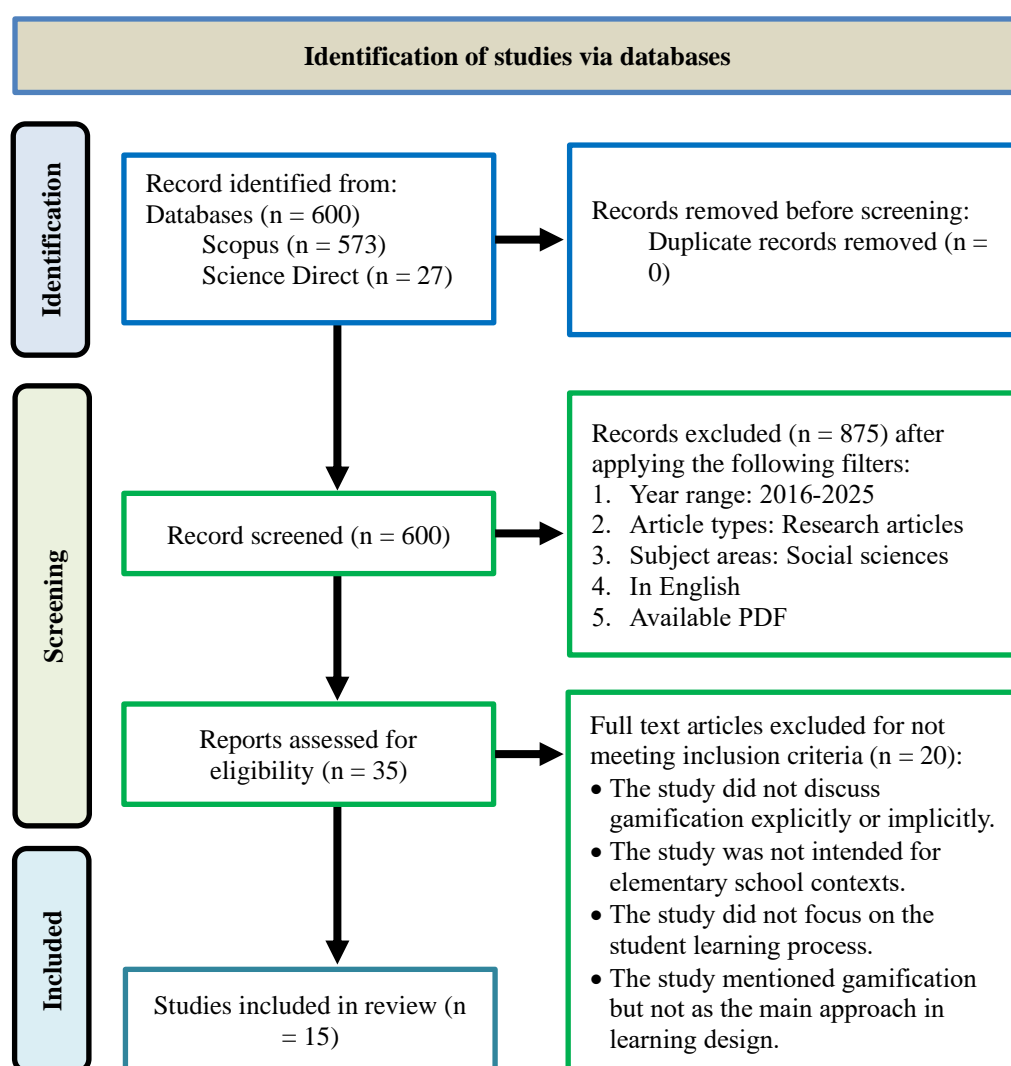 Identification of studies via databases
Identification
Record identified from:
Databases (n = 600)
Scopus (n = 573)
Science Direct (n = 27)
Records removed before screening:
Duplicate records removed (n =
0)
Screening
Record screened (n = 600)
Records excluded (n = 875) after
applying the following filters:
1. Year range: 2016-2025
2. Article types: Research articles
3. Subject areas: Social sciences
4. In English
5. Available PDF
Reports assessed for
eligibility (n = 35)
Full text articles excluded for not
meeting inclusion criteria (n = 20):
• The study did not discuss
gamification explicitly or implicitly.
• The study was not intended for
elementary school contexts.
• The study did not focus on the
student learning process.
• The study mentioned gamification
but not as the main approach in
learning design.
Included
Studies included in review (n
= 15)